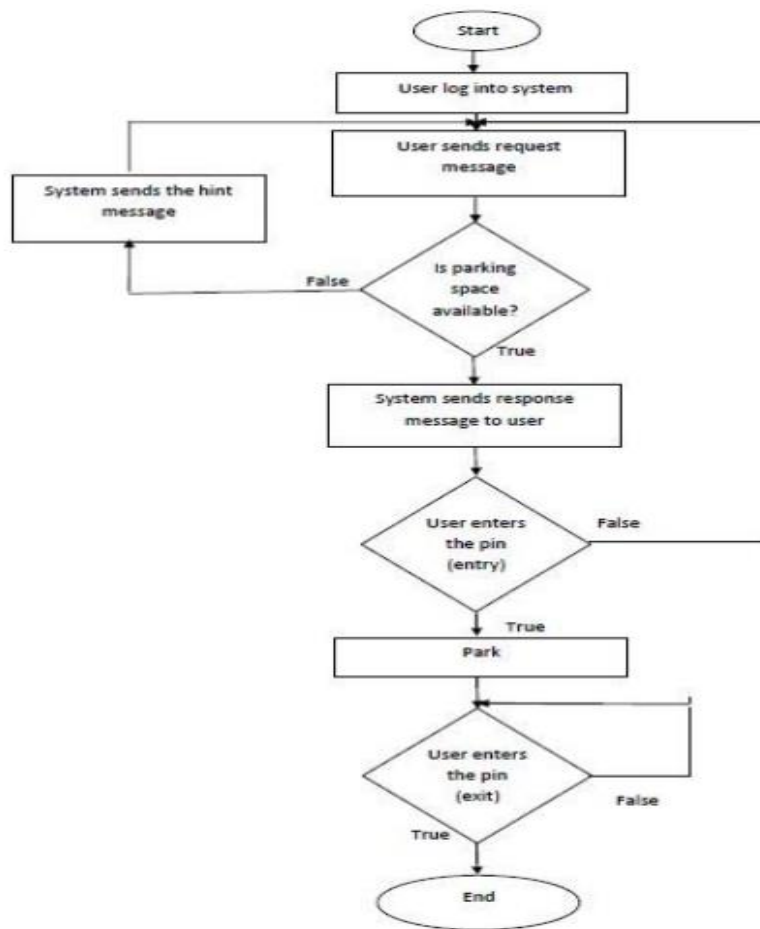 Start
User log into system
User sends request
message
System sends the hint
message
False
Is parking
space
available?
True
System sends response
message to user
User enters
the pin
(entry)
False
True
Park
User enters
the pin
(exit)
False
True
End